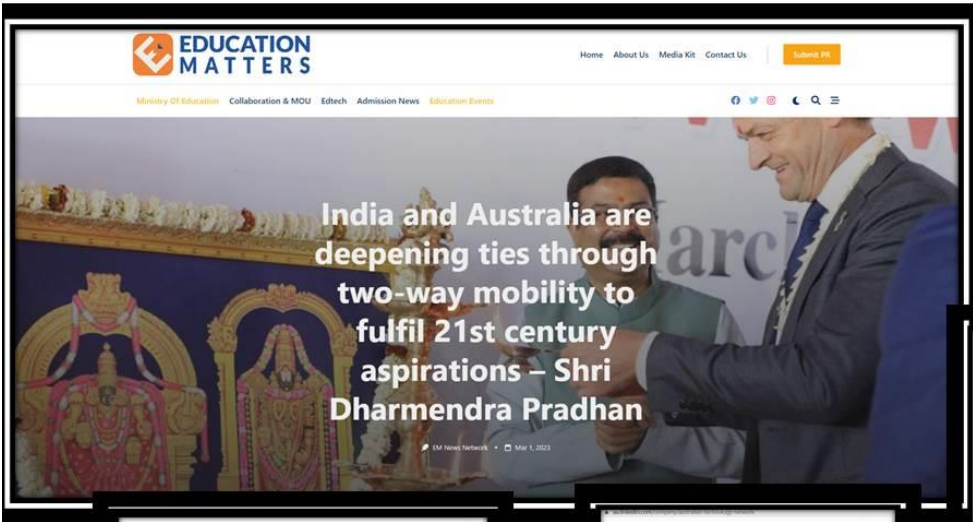 EDUCATION
MATTERS
Home About Us Media Kit Contact Us Submit PR
Ministry Of Education Collaboration & MOU Edtech Admission News Education Events
India and Australia are
deepening ties through
two-way mobility to
fulfil 21st century
aspirations – Shri
Dharmendra Pradhan
EM News Network • Mar 1, 2023